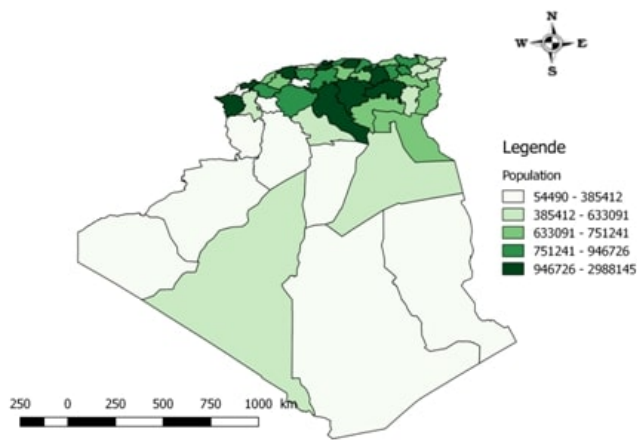 N
W E
S
Legende
Population
54490 - 385412
385412 - 633091
633091 - 751241
751241 - 946726
946726 - 2988145
250 0 250 500 750 1000 km